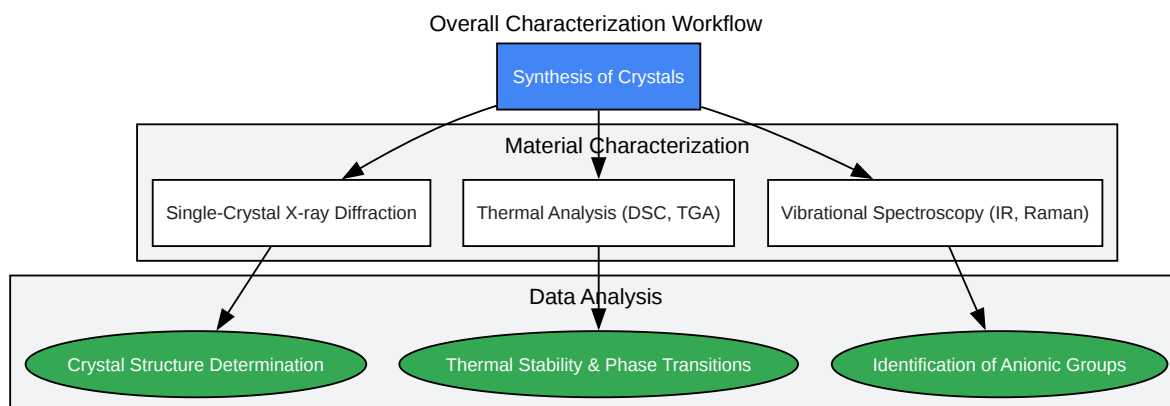 Overall Characterization Workflow
Synthesis of Crystals
Material Characterization
Single-Crystal X-ray Diffraction
Thermal Analysis (DSC, TGA)
Vibrational Spectroscopy (IR, Raman)
Data Analysis
Crystal Structure Determination
Thermal Stability & Phase Transitions
Identification of Anionic Groups